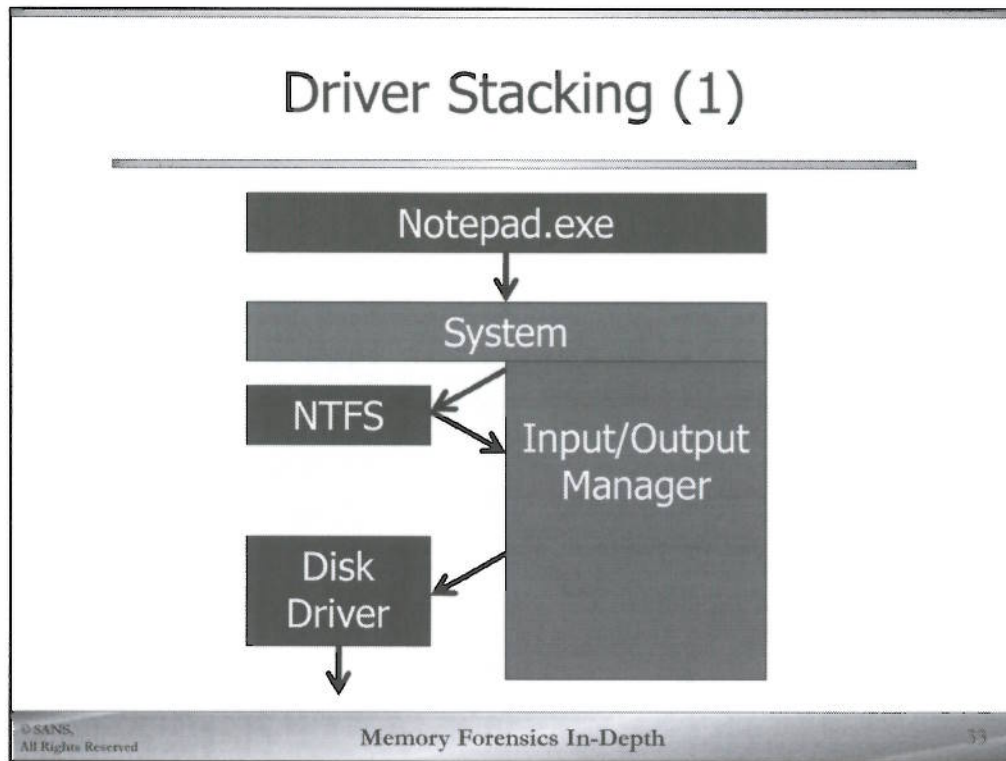 Driver Stacking (1)
Notepad.exe
System
NTFS
Input/Output
Manager
Disk
Driver
© SANS,
All Rights Reserved
Memory Forensics In-Depth
33